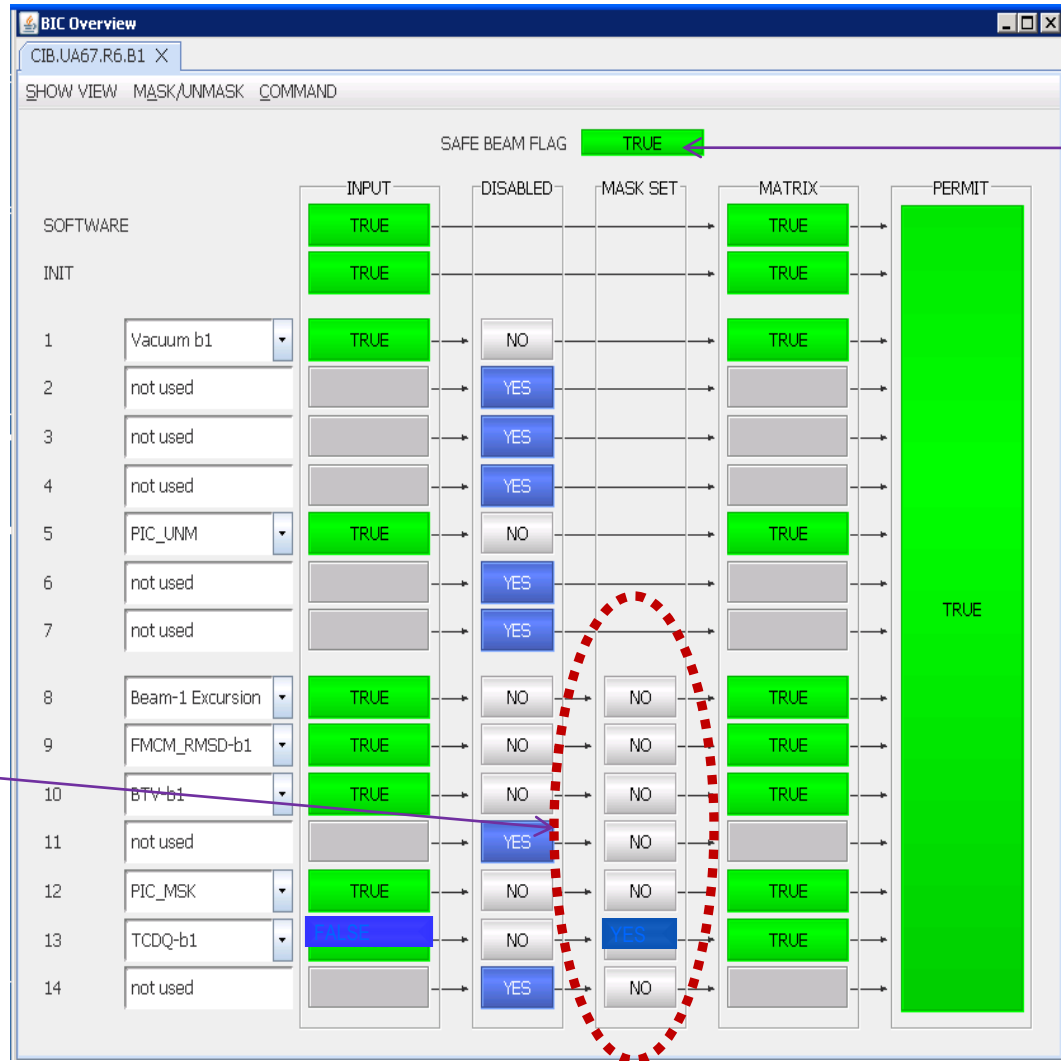 BIC Overview
CIB.UA67.R6.B1 X
SHOW VIEW MASK/UNMASK COMMAND
SAFE BEAM FLAG TRUE
INPUT DISABLED MASK SET MATRIX PERMIT
SOFTWARE TRUE TRUE
INIT TRUE TRUE
1 Vacuum b1 TRUE NO TRUE
2 not used YES
3 not used YES
4 not used YES
5 PIC_UNM TRUE NO TRUE
6 not used YES
TRUE
7 not used YES
8 Beam-1 Excursion TRUE NO NO TRUE
9 FMCM_RMSD-b1 TRUE NO NO TRUE
10 BTV-b1 TRUE NO NO TRUE
11 not used YES NO
12 PIC_MSK TRUE NO NO TRUE
13 TCDQ-b1 FALSE NO YES TRUE
14 not used YES NO